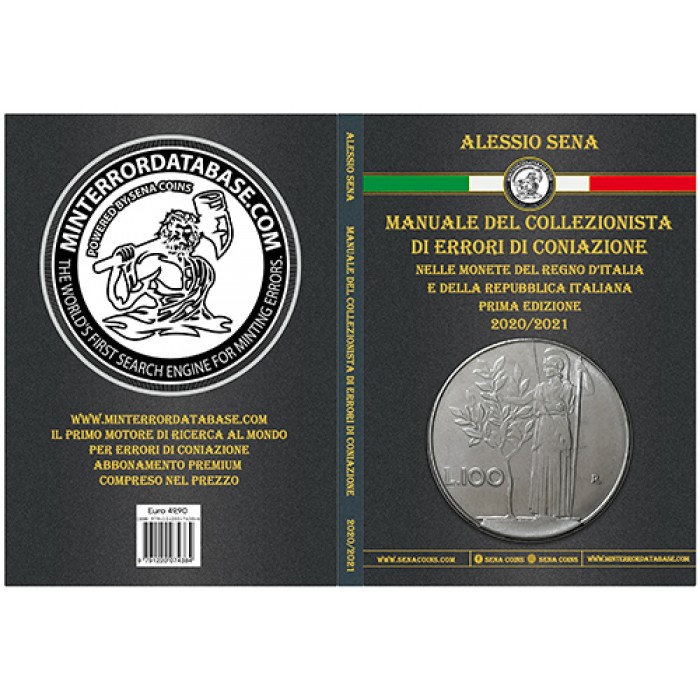 MINTERRORDATABASE.COM
POWERED BY SENA COINS
THE WORLD'S FIRST SEARCH ENGINE FOR MINTING ERRORS.
WWW.MINTERRORDATABASE.COM
IL PRIMO MOTORE DI RICERCA AL MONDO
PER ERRORI DI CONIAZIONE
ABBONAMENTO PREMIUM
COMPRESO NEL PREZZO
Euro 49,90
9 791220 074384
ALESSIO SENA MANUALE DEL COLLEZIONISTA DI ERRORI DI CONIAZIONE 2020/2021
ALESSIO SENA
MANUALE DEL COLLEZIONISTA
DI ERRORI DI CONIAZIONE
NELLE MONETE DEL REGNO D'ITALIA
E DELLA REPUBBLICA ITALIANA
PRIMA EDIZIONE
2020/2021
L.100
R
WWW.SENACOINS.COM SENA COINS SENA COINS WWW.MINTERRORDATABASE.COM